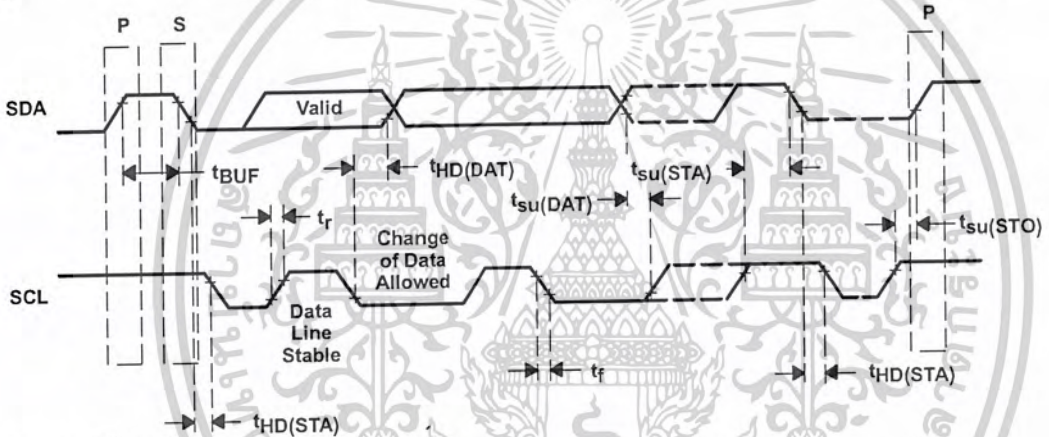 P
S
P
SDA
Valid
tBUF
tHD(DAT)
tsu(STA)
tsu(DAT)
tr
Change
of Data
Allowed
tsu(STO)
SCL
Data
Line
Stable
tf
tHD(STA)
tHD(STA)